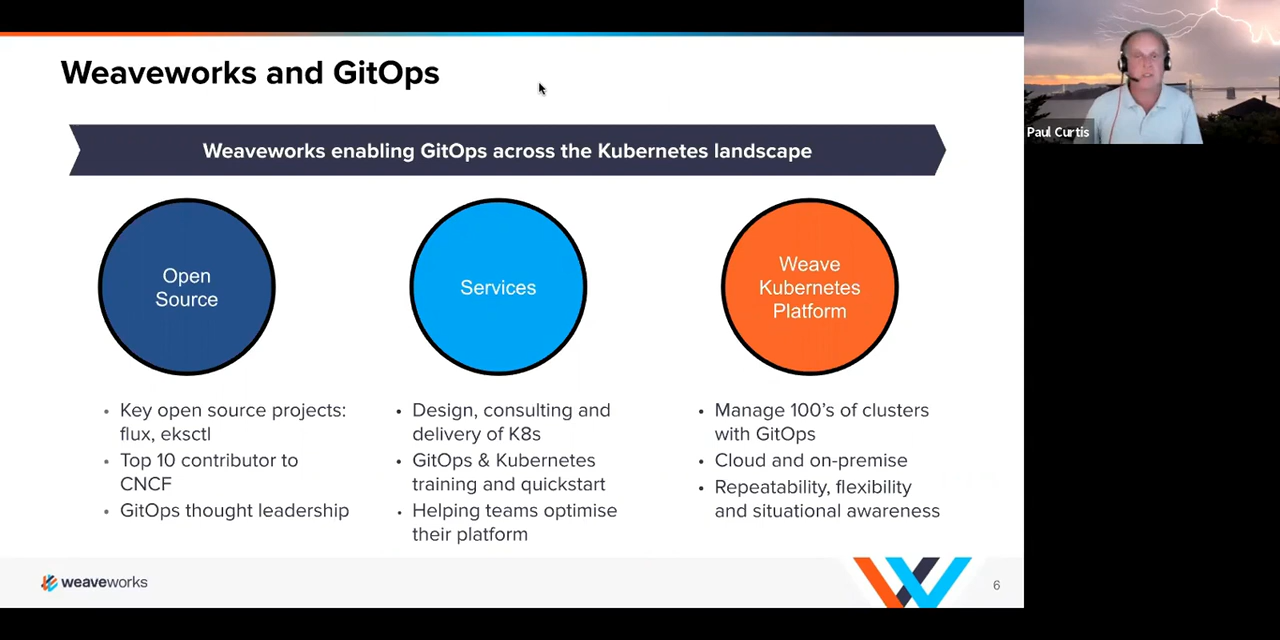 Weaveworks and GitOps
Paul Curtis
Weaveworks enabling GitOps across the Kubernetes landscape
Open
Source
Services
Weave
Kubernetes
Platform
• Key open source projects:
flux, eksctl
• Top 10 contributor to
CNCF
• GitOps thought leadership
• Design, consulting and
delivery of K8s
• GitOps & Kubernetes
training and quickstart
• Helping teams optimise
their platform
• Manage 100's of clusters
with GitOps
• Cloud and on-premise
• Repeatability, flexibility
and situational awareness
weaveworks
6